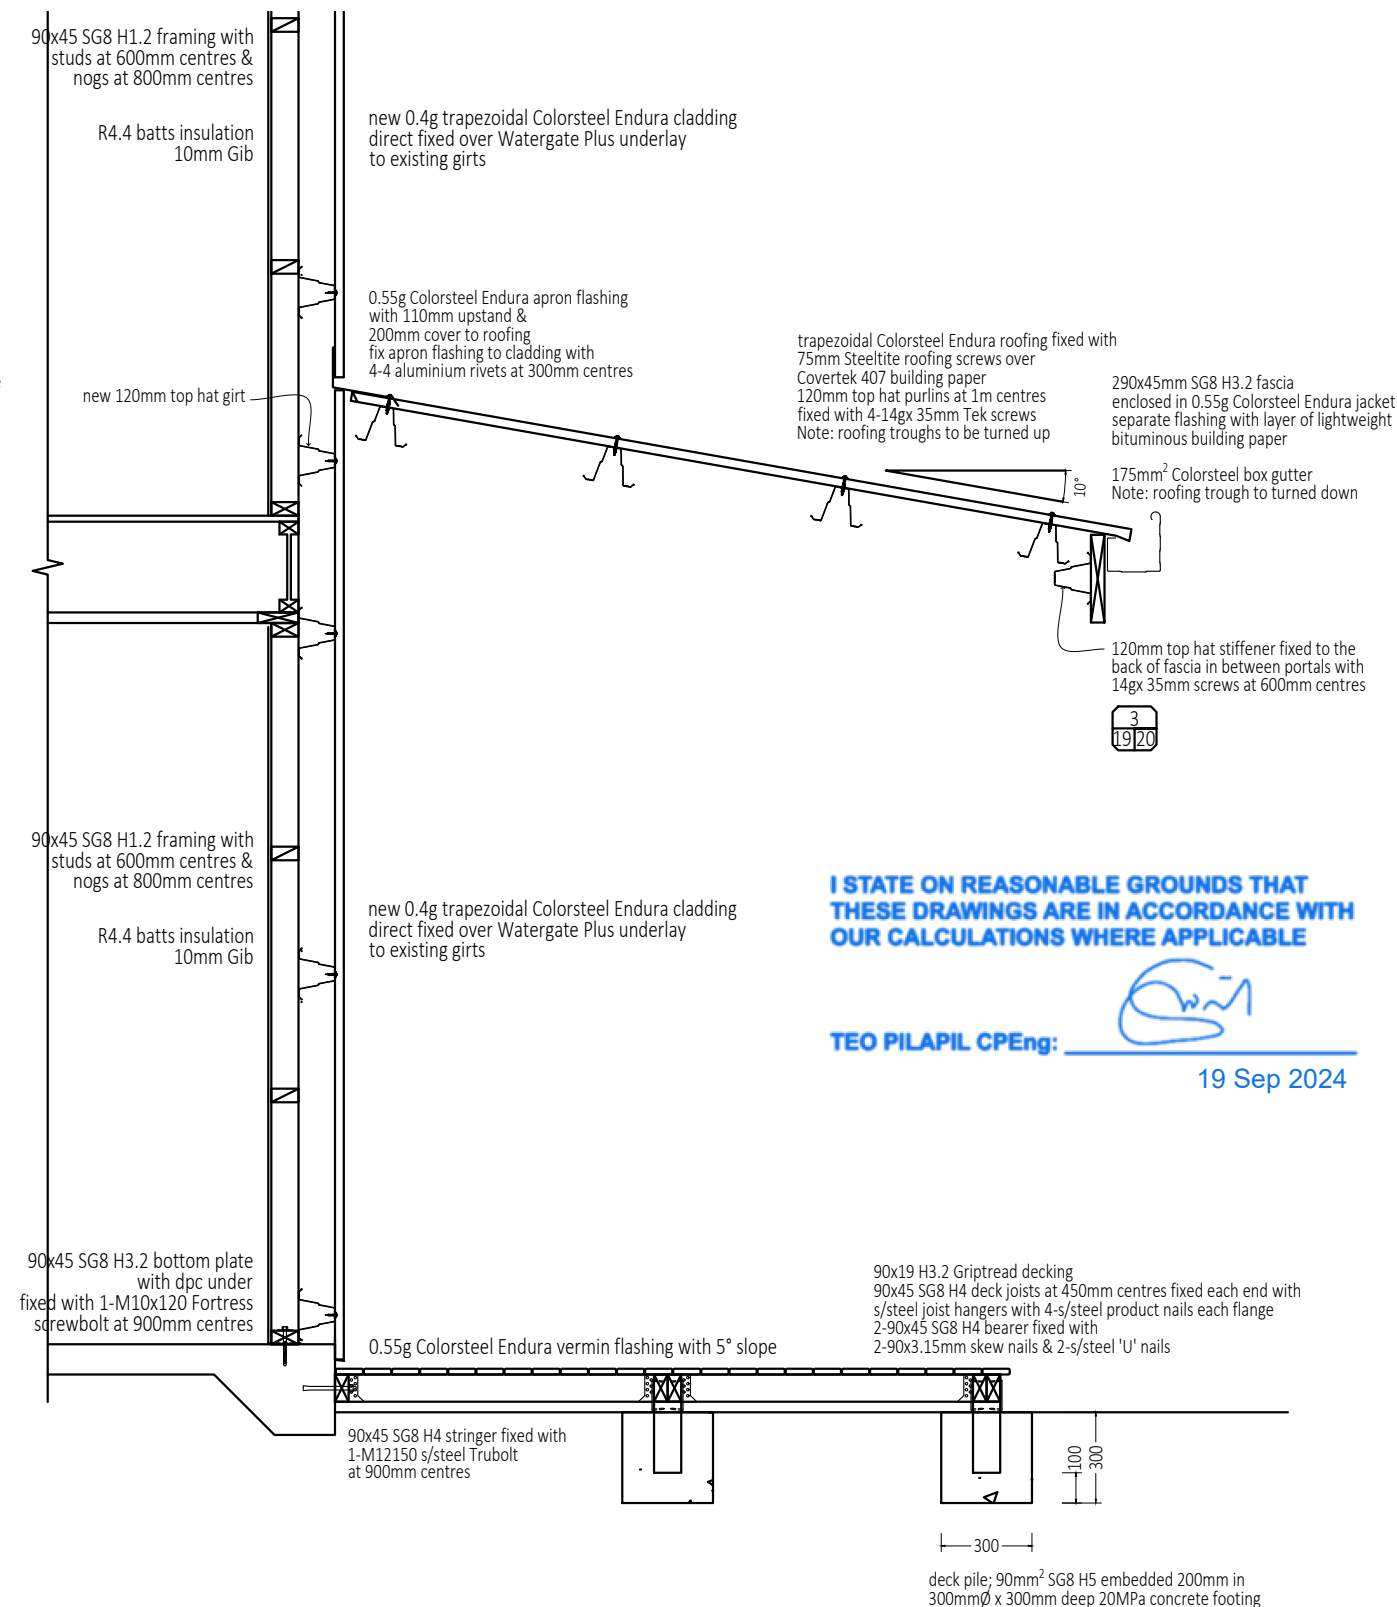 90x45 SG8 H1.2 framing with
studs at 600mm centres &
nogs at 800mm centres
R4.4 batts insulation
10mm Gib
new 0.4g trapezoidal Colorsteel Endura cladding
direct fixed over Watergate Plus underlay
to existing girts
0.55g Colorsteel Endura apron flashing
with 110mm upstand &
200mm cover to roofing
fix apron flashing to cladding with
4-4 aluminium rivets at 300mm centres
new 120mm top hat girt
trapezoidal Colorsteel Endura roofing fixed with
75mm Steeltite roofing screws over
Covertek 407 building paper
120mm top hat purlins at 1m centres
fixed with 4-14gx 35mm Tek screws
Note: roofing troughs to be turned up
10°
290x45mm SG8 H3.2 fascia
enclosed in 0.55g Colorsteel Endura jacket
separate flashing with layer of lightweight
bituminous building paper
175mm² Colorsteel box gutter
Note: roofing trough to turned down
120mm top hat stiffener fixed to the
back of fascia in between portals with
14gx 35mm screws at 600mm centres
3
19 20
90x45 SG8 H1.2 framing with
studs at 600mm centres &
nogs at 800mm centres
R4.4 batts insulation
10mm Gib
new 0.4g trapezoidal Colorsteel Endura cladding
direct fixed over Watergate Plus underlay
to existing girts
I STATE ON REASONABLE GROUNDS THAT
THESE DRAWINGS ARE IN ACCORDANCE WITH
OUR CALCULATIONS WHERE APPLICABLE
TEO PILAPIL CPEng:
19 Sep 2024
90x45 SG8 H3.2 bottom plate
with dpc under
fixed with 1-M10x120 Fortress
screwbolt at 900mm centres
0.55g Colorsteel Endura vermin flashing with 5° slope
90x19 H3.2 Griptread decking
90x45 SG8 H4 deck joists at 450mm centres fixed each end with
s/steel joist hangers with 4-s/steel product nails each flange
2-90x45 SG8 H4 bearer fixed with
2-90x3.15mm skew nails & 2-s/steel 'U' nails
90x45 SG8 H4 stringer fixed with
1-M12150 s/steel Trubolt
at 900mm centres
100
300
300
deck pile; 90mm² SG8 H5 embedded 200mm in
300mmØ x 300mm deep 20MPa concrete footing